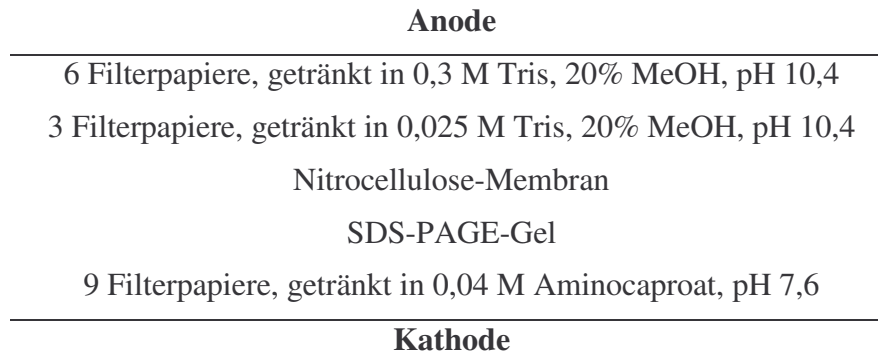 Anode
6 Filterpapiere, getränkt in 0,3 M Tris, 20% MeOH, pH 10,4
3 Filterpapiere, getränkt in 0,025 M Tris, 20% MeOH, pH 10,4
Nitrocellulose-Membran
SDS-PAGE-Gel
9 Filterpapiere, getränkt in 0,04 M Aminocaproat, pH 7,6
Kathode